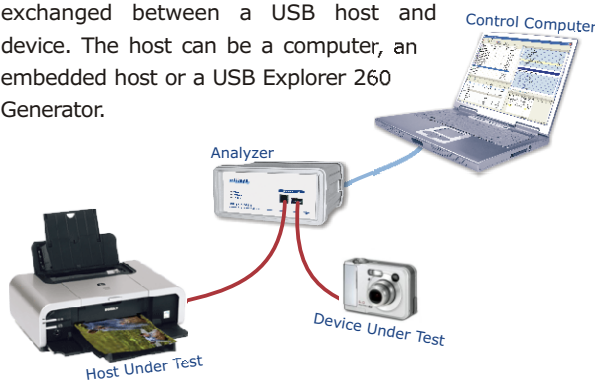 exchanged between a USB host and
device. The host can be a computer, an
embedded host or a USB Explorer 260
Generator.
Control Computer
Analyzer
Device Under Test
Host Under Test